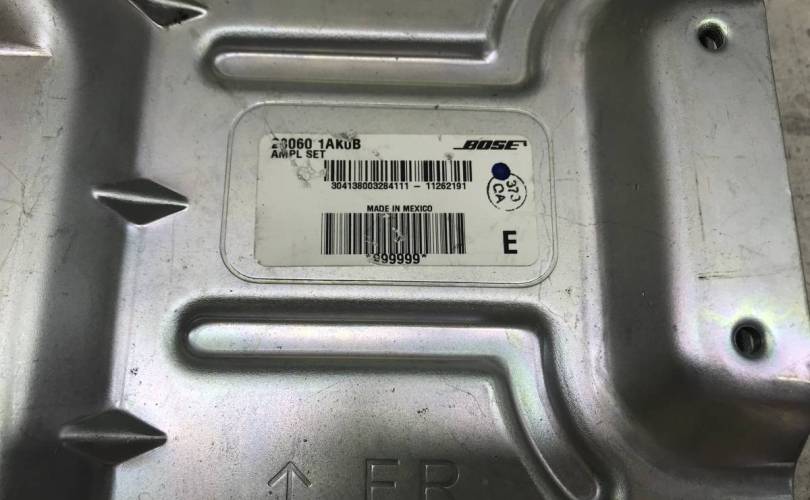 28060 1AK0B
BOSE
AMPL SET
304138003284111 - 11262191
373
CA
MADE IN MEXICO
E
*999999*
↑ FR